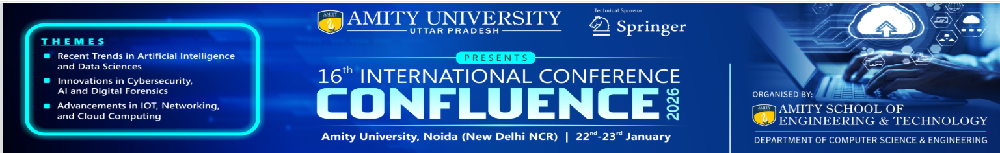 THEMES
Recent Trends in Artificial Intelligence
and Data Sciences
Innovations in Cybersecurity,
AI and Digital Forensics
Advancements in IOT, Networking,
and Cloud Computing
AMITY
AMITY UNIVERSITY
UTTAR PRADESH
Technical Sponsor
Springer
PRESENTS
16th INTERNATIONAL CONFERENCE
CONFLUENCE 2026
Amity University, Noida (New Delhi NCR) | 22nd-23rd January
ORGANISED BY:
AMITY
AMITY SCHOOL OF
ENGINEERING & TECHNOLOGY
DEPARTMENT OF COMPUTER SCIENCE & ENGINEERING